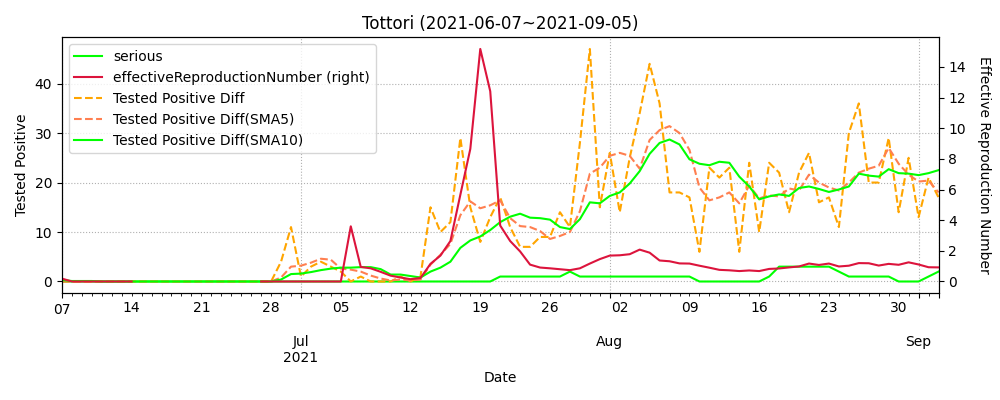 Tottori (2021-06-07~2021-09-05)
serious
effectiveReproductionNumber (right)
Tested Positive Diff
Tested Positive Diff(SMA5)
Tested Positive Diff(SMA10)
Tested Positive
40
30
20
10
0
14
12
10
8
6
4
2
0
Effective Reproduction Number
07 14 21 28 05 12 19 26 02 09 16 23 30
Jul Aug Sep
2021
Date